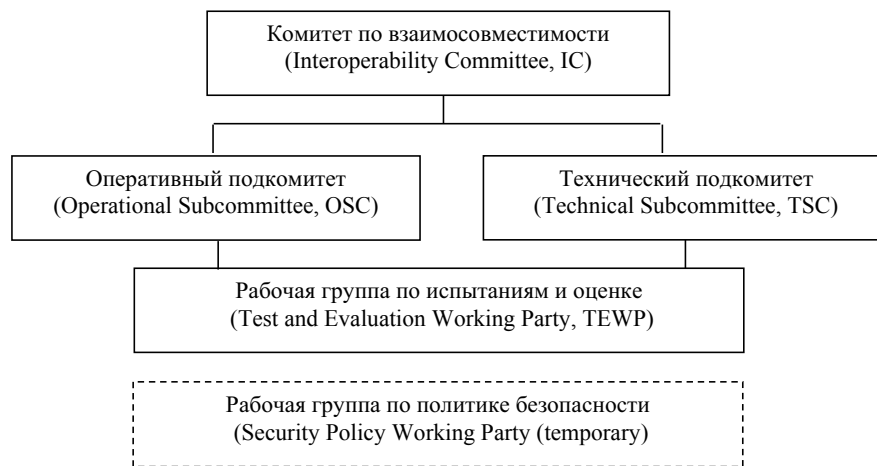 Комитет по взаимосовместимости
(Interoperability Committee, IC)
Оперативный подкомитет
(Operational Subcommittee, OSC)
Технический подкомитет
(Technical Subcommittee, TSC)
Рабочая группа по испытаниям и оценке
(Test and Evaluation Working Party, TEWP)
Рабочая группа по политике безопасности
(Security Policy Working Party (temporary)